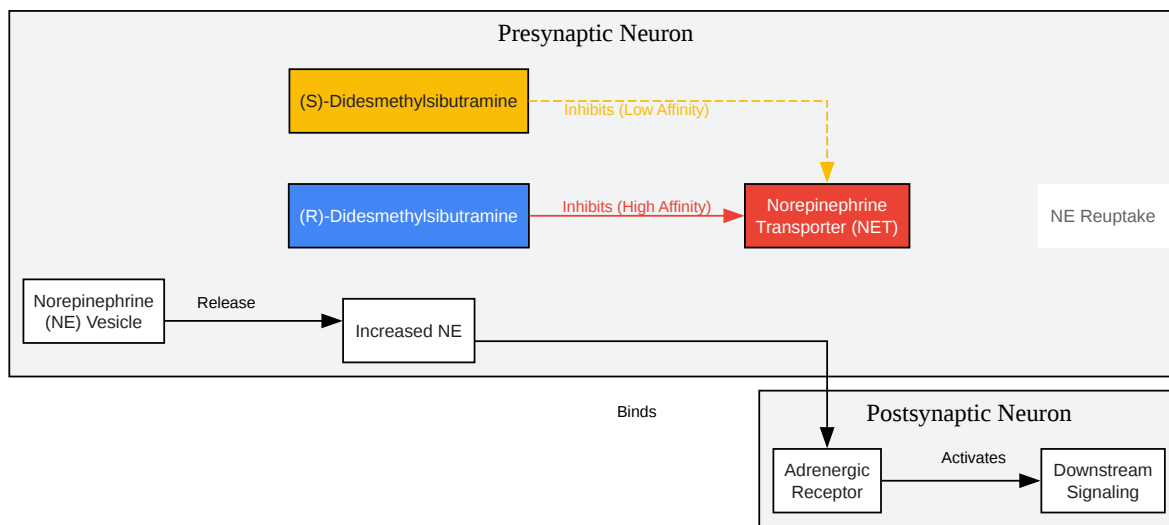 Presynaptic Neuron
(S)-Didesmethylsibutramine
Inhibits (Low Affinity)
(R)-Didesmethylsibutramine
Inhibits (High Affinity)
Norepinephrine
Transporter (NET)
NE Reuptake
Norepinephrine
(NE) Vesicle
Release
Increased NE
Binds
Postsynaptic Neuron
Adrenergic
Receptor
Activates
Downstream
Signaling